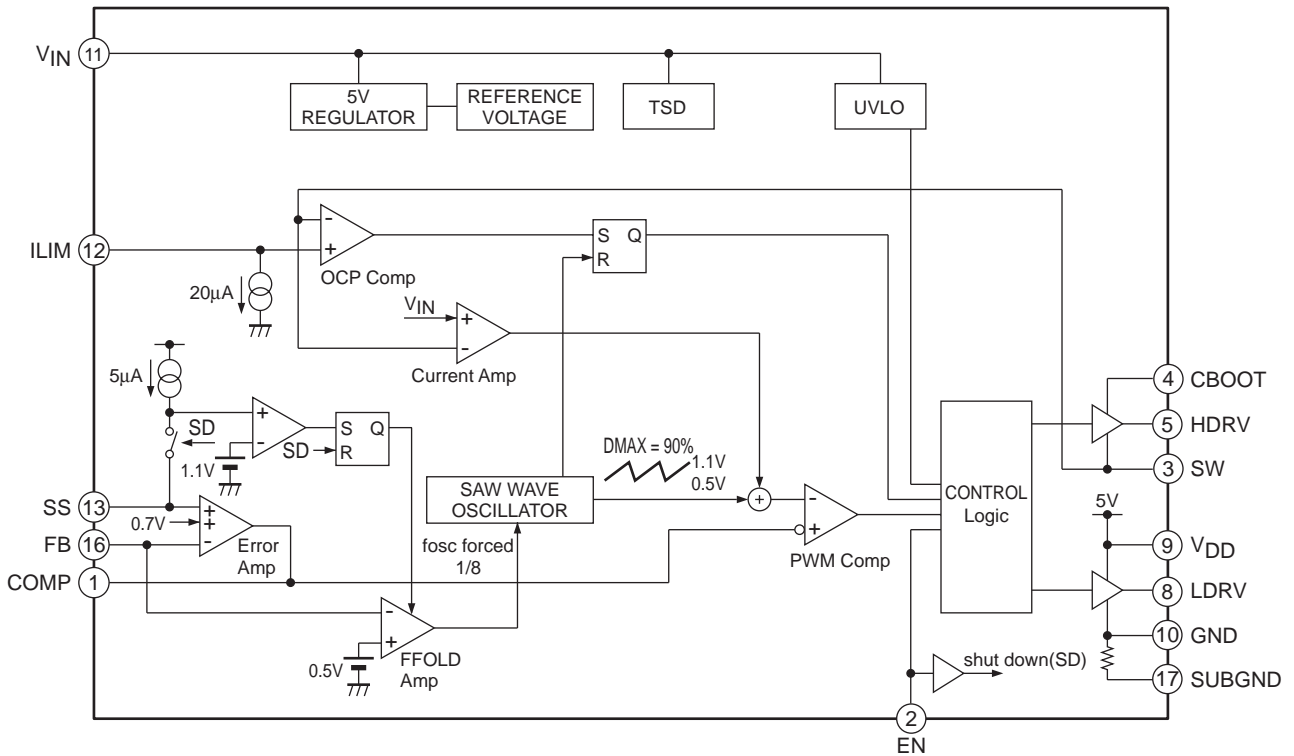 VIN 11
5V
REGULATOR
REFERENCE
VOLTAGE
TSD
UVLO
ILIM 12
-
+
OCP Comp
S Q
R
20µA
VIN
+
-
Current Amp
5µA
SD
+
-
1.1V
S Q
R
SD
SS 13
0.7V
FB 16
+
+
-
Error
Amp
COMP 1
SAW WAVE
OSCILLATOR
fosc forced
1/8
DMAX = 90%
1.1V
0.5V
+
-
+
PWM Comp
-
+
0.5V
FFOLD
Amp
CONTROL
Logic
4 CBOOT
5 HDRV
3 SW
5V
9 VDD
8 LDRV
10 GND
17 SUBGND
shut down(SD)
2
EN